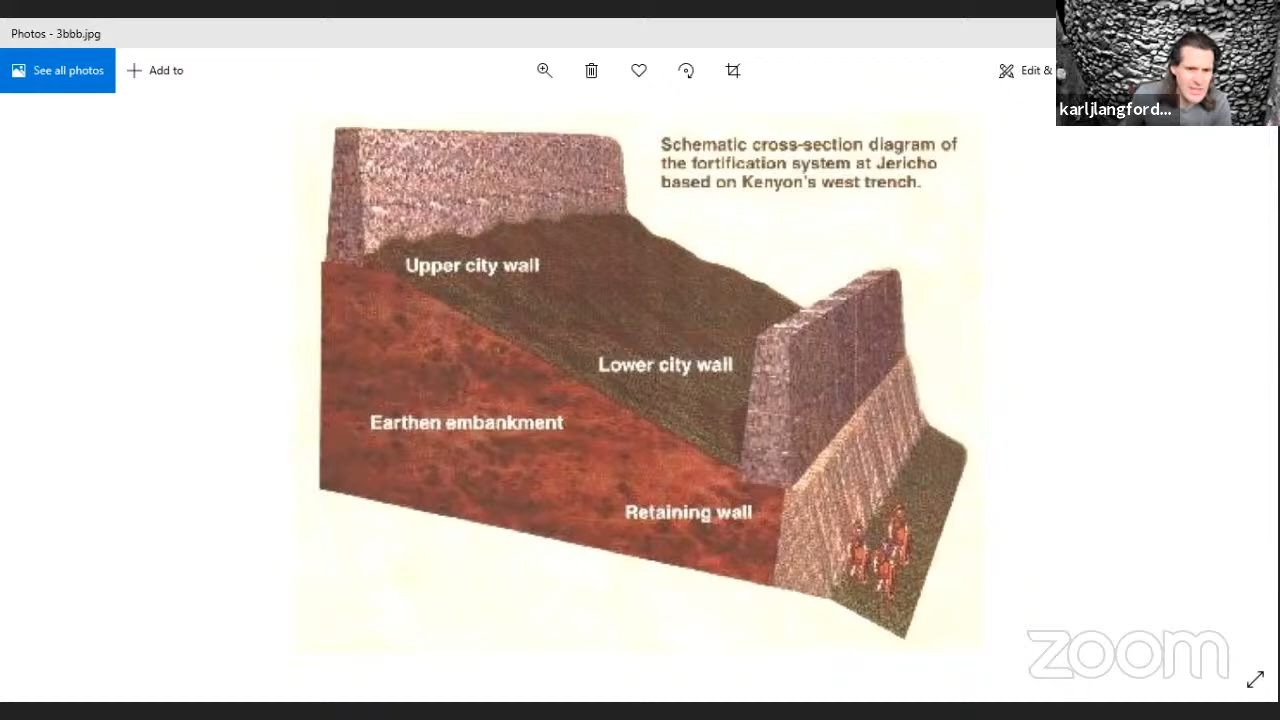 Photos - 3bbb.jpg
See all photos
Add to
Edit &
karljlangford...
Schematic cross-section diagram of
the fortification system at Jericho
based on Kenyon's west trench.
Upper city wall
Lower city wall
Earthen embankment
Retaining wall
zoom